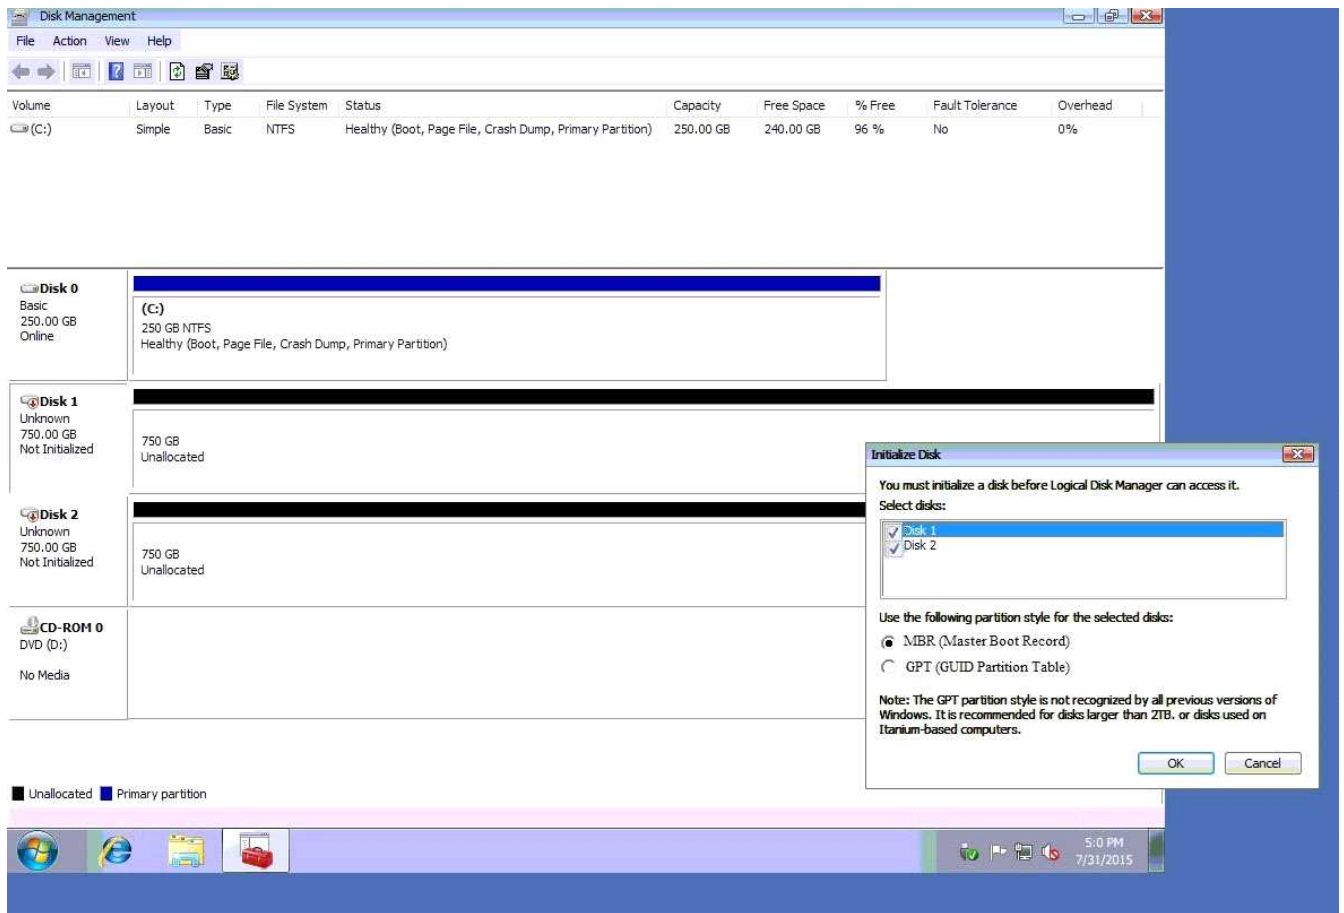 Disk Management
File Action View Help
Volume Layout Type File System Status Capacity Free Space % Free Fault Tolerance Overhead
(C:) Simple Basic NTFS Healthy (Boot, Page File, Crash Dump, Primary Partition) 250.00 GB 240.00 GB 96 % No 0%
Disk 0
Basic
250.00 GB
Online
(C:)
250 GB NTFS
Healthy (Boot, Page File, Crash Dump, Primary Partition)
Disk 1
Unknown
750.00 GB
Not Initialized
750 GB
Unallocated
Disk 2
Unknown
750.00 GB
Not Initialized
750 GB
Unallocated
CD-ROM 0
DVD (D:)
No Media
Unallocated Primary partition
Initialize Disk
You must initialize a disk before Logical Disk Manager can access it.
Select disks:
Disk 1
Disk 2
Use the following partition style for the selected disks:
MBR (Master Boot Record)
GPT (GUID Partition Table)
Note: The GPT partition style is not recognized by all previous versions of
Windows. It is recommended for disks larger than 2TB. or disks used on
Itanium-based computers.
OK Cancel
5:0 PM
7/31/2015